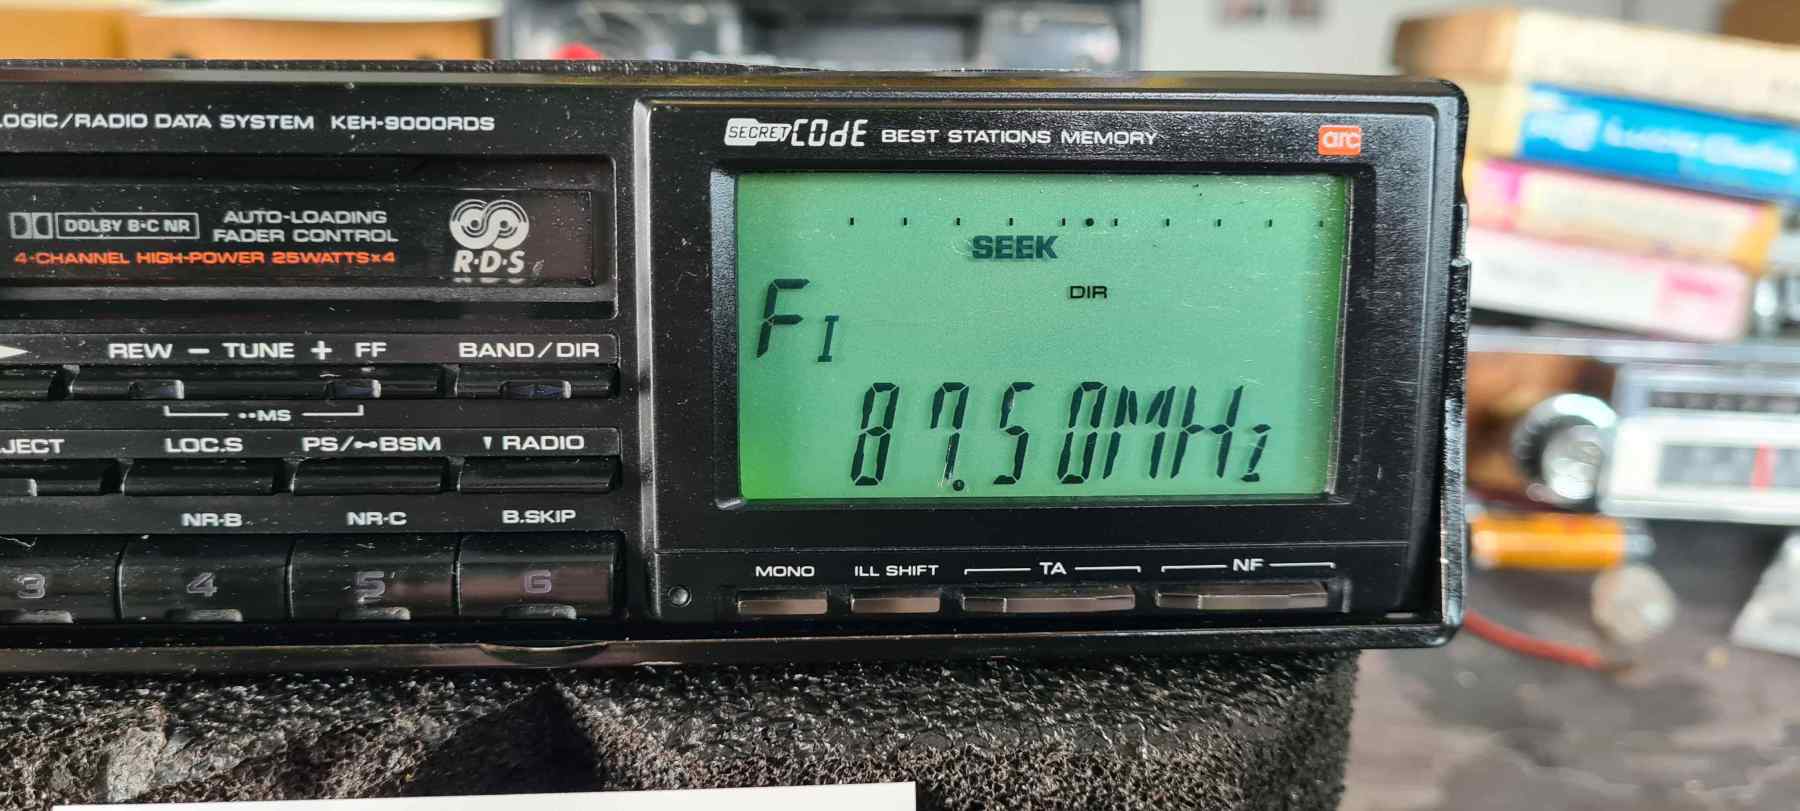 LOGIC/RADIO DATA SYSTEM KEH-9000RDS
SECRET COdE BEST STATIONS MEMORY
arc
DOLBY B·C NR
AUTO-LOADING
FADER CONTROL
4-CHANNEL HIGH-POWER 25WATTS×4
R·D·S
SEEK
DIR
FI
87.50MHz
REW − TUNE + FF
BAND/DIR
··MS
JECT
LOC.S
PS/BSM
RADIO
NR-B
NR-C
B.SKIP
3
4
5
6
MONO
ILL SHIFT
TA
NF